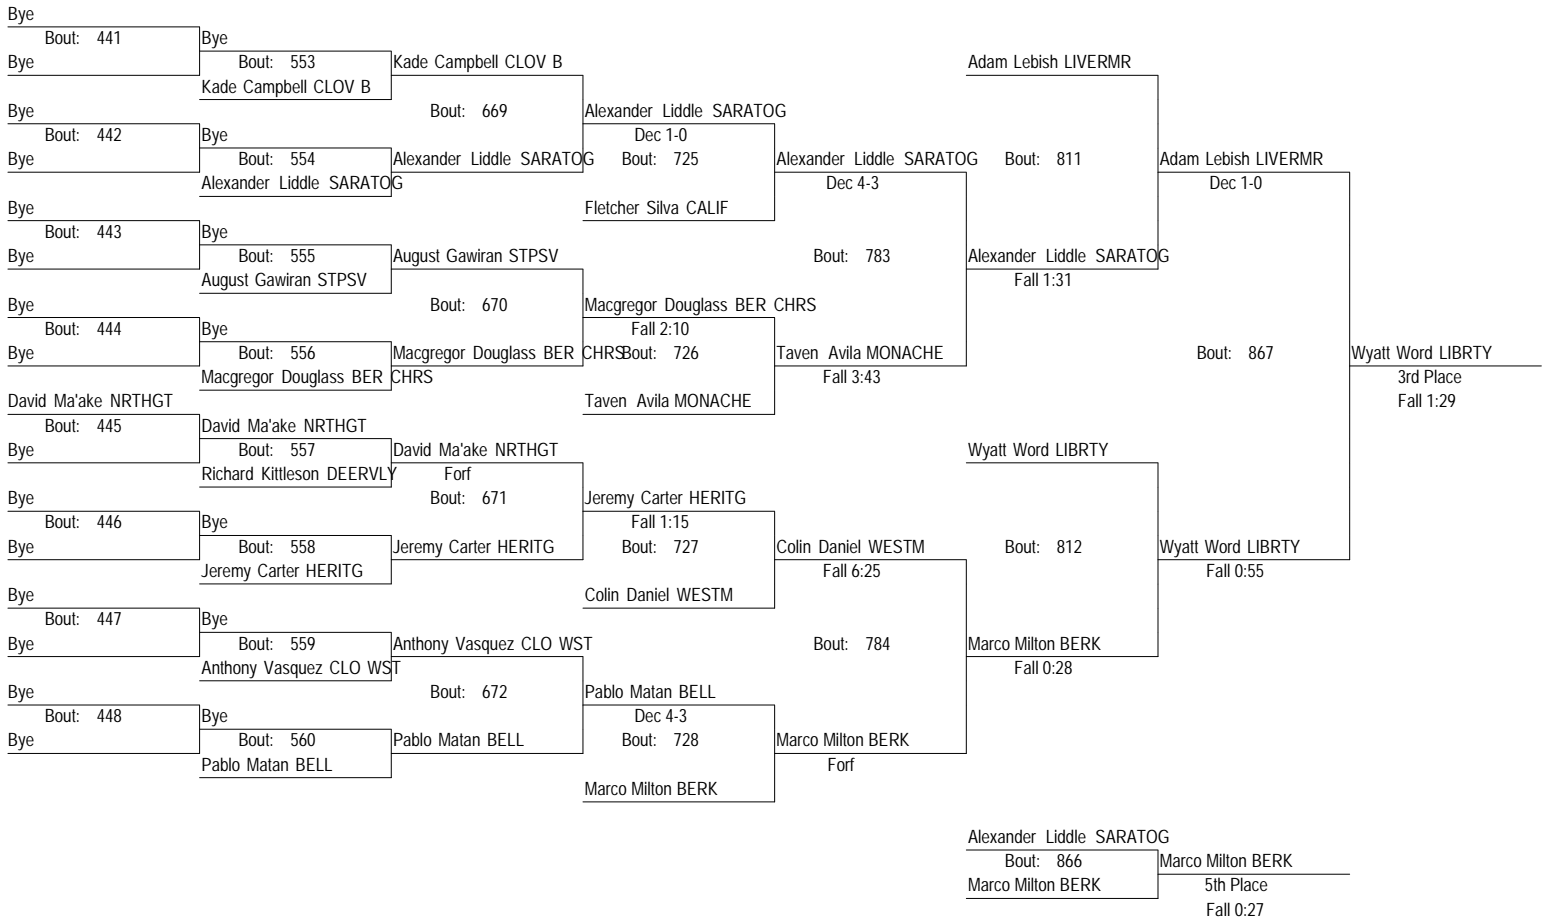 Bye
Bout: 441
Bye
Bye
Bout: 553
Kade Campbell CLOV B
Kade Campbell CLOV B
Bout: 669
Bye
Bout: 442
Bye
Bye
Bout: 554
Alexander Liddle SARATOG
Alexander Liddle SARATOG
Alexander Liddle SARATOG
Dec 1-0
Bout: 725
Fletcher Silva CALIF
Alexander Liddle SARATOG
Dec 4-3
Bye
Bout: 443
Bye
Bye
Bout: 555
August Gawiran STPSV
August Gawiran STPSV
Bout: 670
Bye
Bout: 444
Bye
Bye
Bout: 556
Macgregor Douglass BER CHRS
Macgregor Douglass BER CHRS
Macgregor Douglass BER CHRS
Fall 2:10
Bout: 726
Taven Avila MONACHE
Taven Avila MONACHE
Fall 3:43
Bout: 783
Adam Lebish LIVERMR
Bout: 811
Alexander Liddle SARATOG
Fall 1:31
Adam Lebish LIVERMR
Dec 1-0
David Ma'ake NRTHGT
Bout: 445
Bye
David Ma'ake NRTHGT
Bout: 557
Richard Kittleson DEERVLY
David Ma'ake NRTHGT
Forf
Bout: 671
Bye
Bout: 446
Bye
Bye
Bout: 558
Jeremy Carter HERITG
Jeremy Carter HERITG
Jeremy Carter HERITG
Fall 1:15
Bout: 727
Colin Daniel WESTM
Colin Daniel WESTM
Fall 6:25
Bye
Bout: 447
Bye
Bye
Bout: 559
Anthony Vasquez CLO WST
Anthony Vasquez CLO WST
Bout: 672
Bye
Bout: 448
Bye
Bye
Bout: 560
Pablo Matan BELL
Pablo Matan BELL
Pablo Matan BELL
Dec 4-3
Bout: 728
Marco Milton BERK
Marco Milton BERK
Forf
Bout: 784
Wyatt Word LIBRTY
Bout: 812
Marco Milton BERK
Fall 0:28
Wyatt Word LIBRTY
Fall 0:55
Bout: 867
Wyatt Word LIBRTY
3rd Place
Fall 1:29
Alexander Liddle SARATOG
Bout: 866
Marco Milton BERK
Marco Milton BERK
5th Place
Fall 0:27